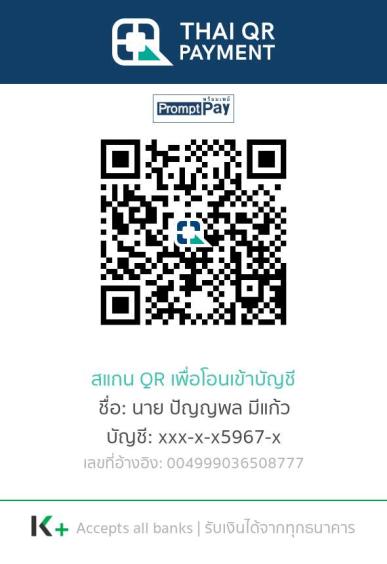 THAI QR
PAYMENT
พร้อมเพย์
PromptPay
สแกน QR เพื่อโอนเข้าบัญชี
ชื่อ: นาย ปัญญพล มีแก้ว
บัญชี: xxx-x-x5967-x
เลขที่อ้างอิง: 004999036508777
K+ Accepts all banks | รับเงินได้จากทุกธนาคาร